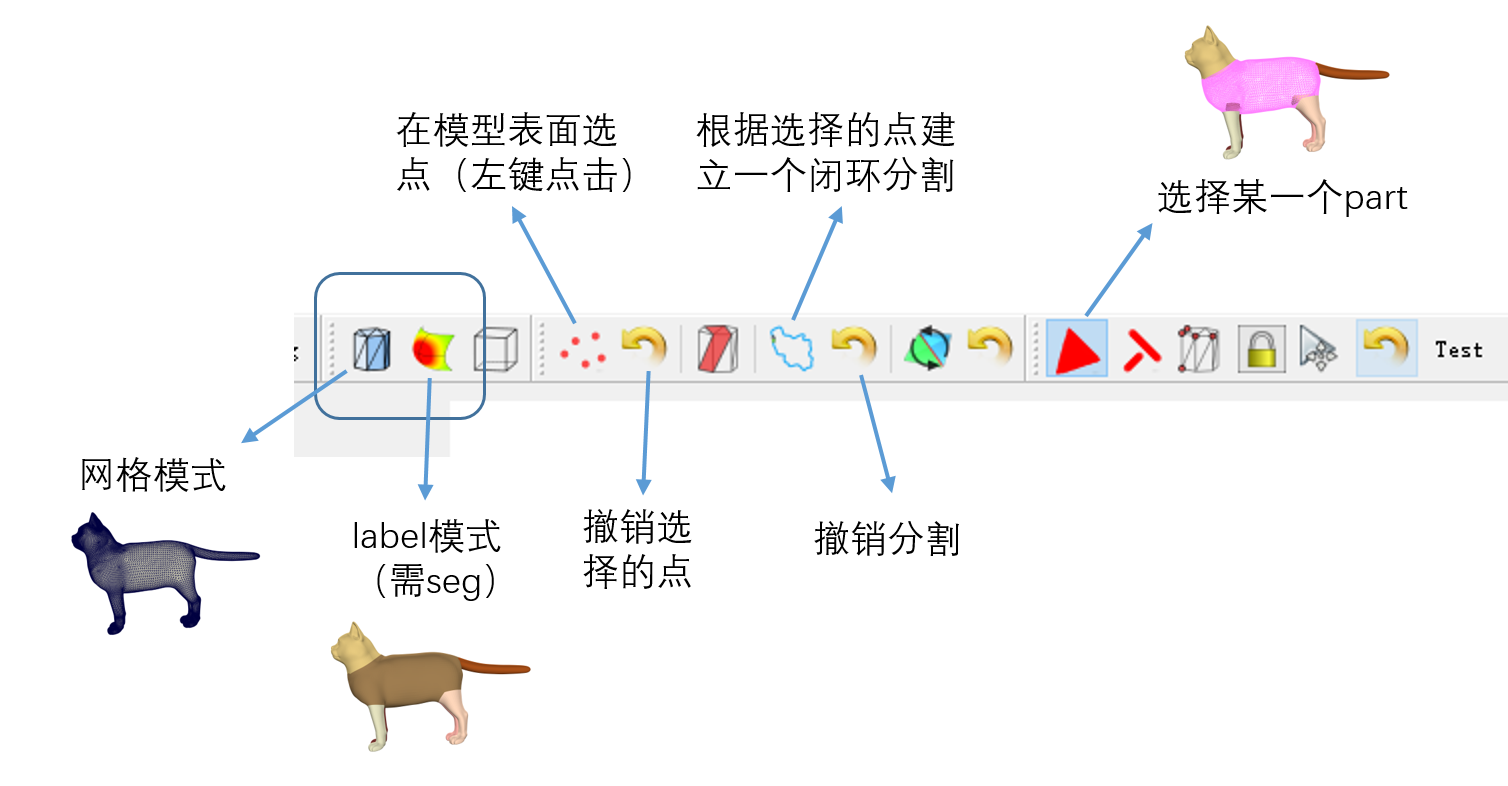 在模型表面选
点（左键点击）
根据选择的点建
立一个闭环分割
选择某一个part
Test
网格模式
label模式
（需seg）
撤销选
择的点
撤销分割